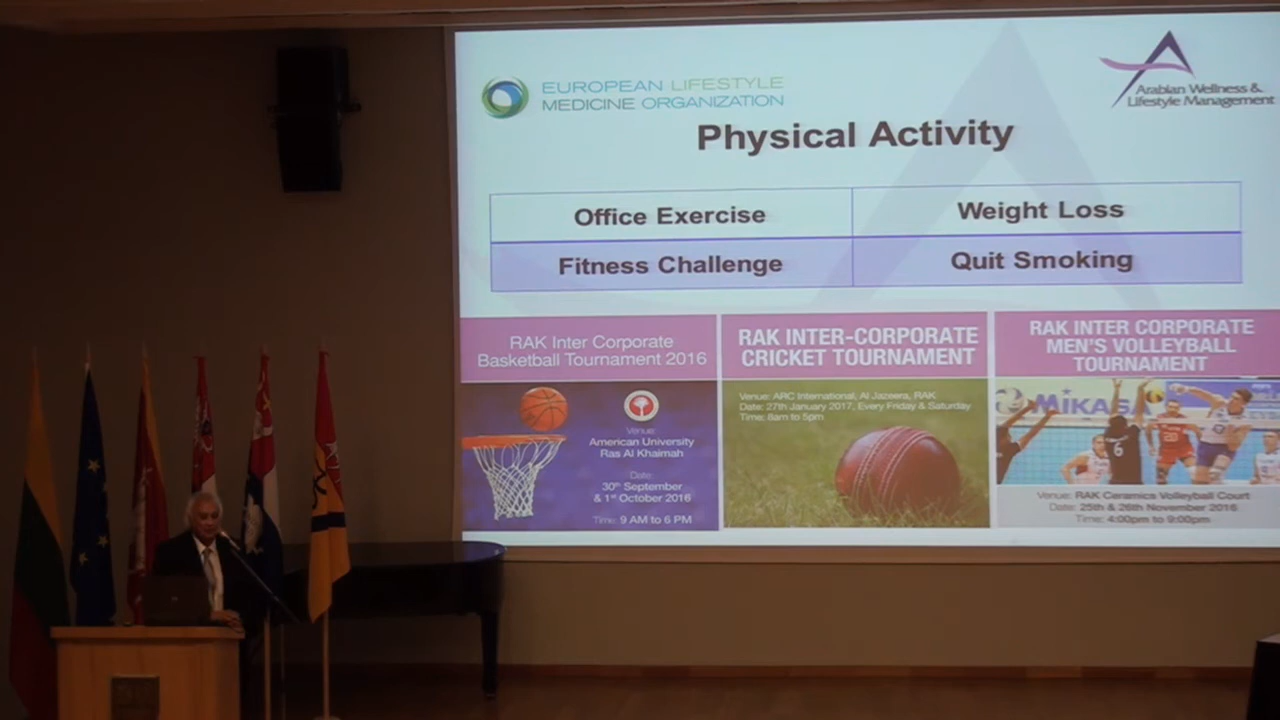 EUROPEAN LIFESTYLE
MEDICINE ORGANIZATION
Arabian Wellness &
Lifestyle Management
Physical Activity
Office Exercise
Weight Loss
Fitness Challenge
Quit Smoking
RAK Inter Corporate
Basketball Tournament 2016
Venue:
American University
Ras Al Khaimah
Date:
30th September
& 1st October 2016
Time: 9 AM to 6 PM
RAK INTER-CORPORATE
CRICKET TOURNAMENT
Venue: ARC International, Al Jazeera, RAK
Date: 27th January 2017, Every Friday & Saturday
Time: 8am to 5pm
RAK INTER CORPORATE
MEN'S VOLLEYBALL
TOURNAMENT
MIKASA
6
20
Venue: RAK Ceramics Volleyball Court
Date: 25th & 26th November 2016
Time: 4:00pm to 9:00pm